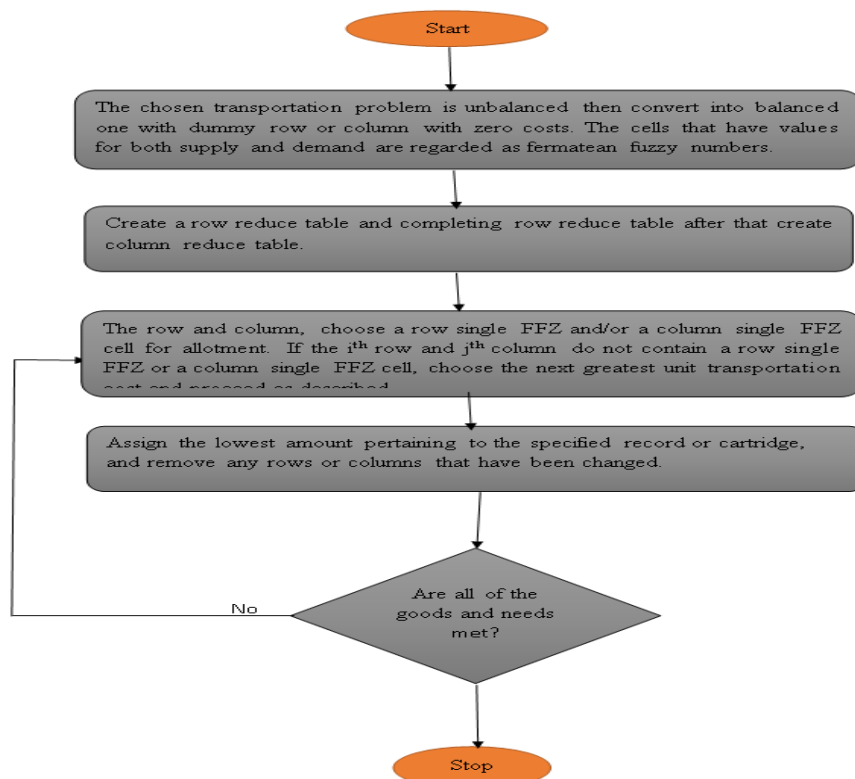 Start
The chosen transportation problem is unbalanced then convert into balanced
one with dummy row or column with zero costs. The cells that have values
for both supply and demand are regarded as fermatean fuzzy numbers.
Create a row reduce table and completing row reduce table after that create
column reduce table.
The row and column, choose a row single FFZ and/or a column single FFZ
cell for allotment. If the iᵗʰ row and jᵗʰ column do not contain a row single
FFZ or a column single FFZ cell, choose the next greatest unit transportation
cost and proceed as described
Assign the lowest amount pertaining to the specified record or cartridge,
and remove any rows or columns that have been changed.
Are all of the
goods and needs
met?
No
Stop